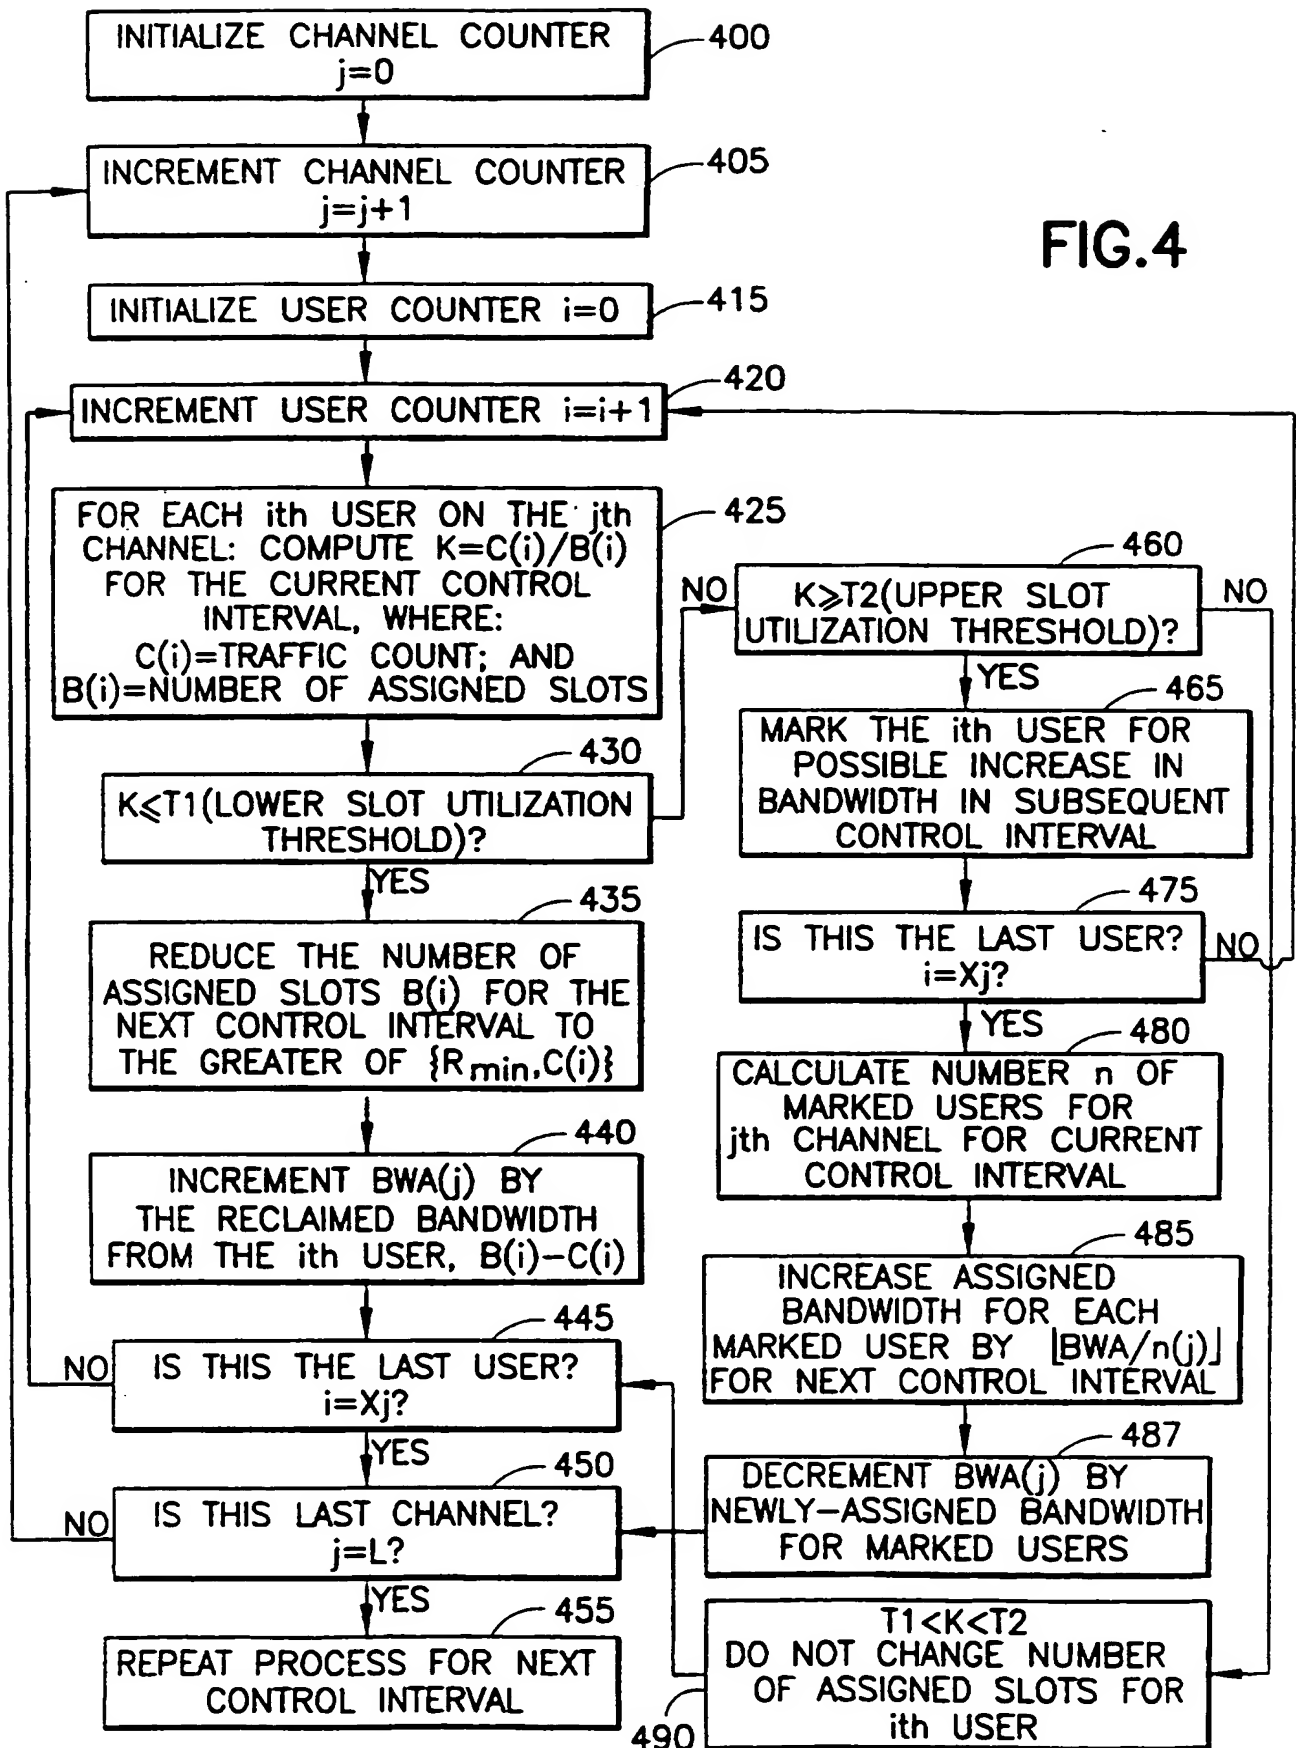 INITIALIZE CHANNEL COUNTER
j=0
400
INCREMENT CHANNEL COUNTER
j=j+1
405
FIG.4
INITIALIZE USER COUNTER i=0
415
INCREMENT USER COUNTER i=i+1
420
FOR EACH ith USER ON THE jth
CHANNEL: COMPUTE K=C(i)/B(i)
FOR THE CURRENT CONTROL
INTERVAL, WHERE:
C(i)=TRAFFIC COUNT; AND
B(i)=NUMBER OF ASSIGNED SLOTS
425
K⩽T1(LOWER SLOT UTILIZATION
THRESHOLD)?
430
NO
YES
REDUCE THE NUMBER OF
ASSIGNED SLOTS B(i) FOR THE
NEXT CONTROL INTERVAL TO
THE GREATER OF {Rmin,C(i)}
435
INCREMENT BWA(j) BY
THE RECLAIMED BANDWIDTH
FROM THE ith USER, B(i)-C(i)
440
IS THIS THE LAST USER?
i=Xj?
445
NO
YES
IS THIS LAST CHANNEL?
j=L?
450
NO
YES
REPEAT PROCESS FOR NEXT
CONTROL INTERVAL
455
K⩾T2(UPPER SLOT
UTILIZATION THRESHOLD)?
460
NO
YES
MARK THE ith USER FOR
POSSIBLE INCREASE IN
BANDWIDTH IN SUBSEQUENT
CONTROL INTERVAL
465
IS THIS THE LAST USER?
i=Xj?
475
NO
YES
CALCULATE NUMBER n OF
MARKED USERS FOR
jth CHANNEL FOR CURRENT
CONTROL INTERVAL
480
INCREASE ASSIGNED
BANDWIDTH FOR EACH
MARKED USER BY ⌊BWA/n(j)⌋
FOR NEXT CONTROL INTERVAL
485
DECREMENT BWA(j) BY
NEWLY-ASSIGNED BANDWIDTH
FOR MARKED USERS
487
T1<K<T2
DO NOT CHANGE NUMBER
OF ASSIGNED SLOTS FOR
ith USER
490